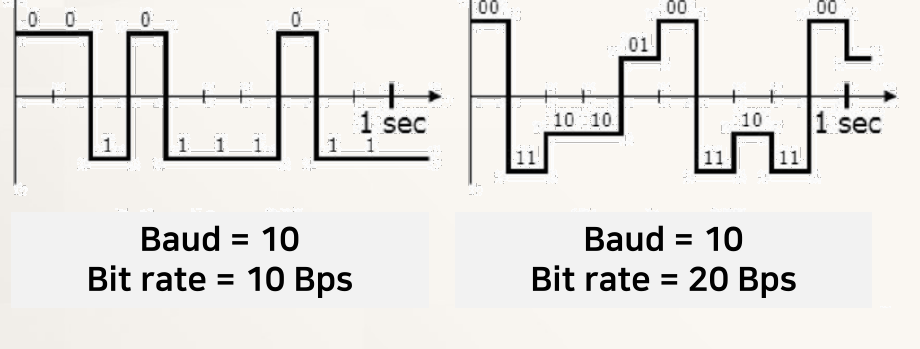 0 0 0 0
1 1 1 1 1 1
1 sec
Baud = 10
Bit rate = 10 Bps
00 00 00
01
10 10 10
11 11 11
1 sec
Baud = 10
Bit rate = 20 Bps